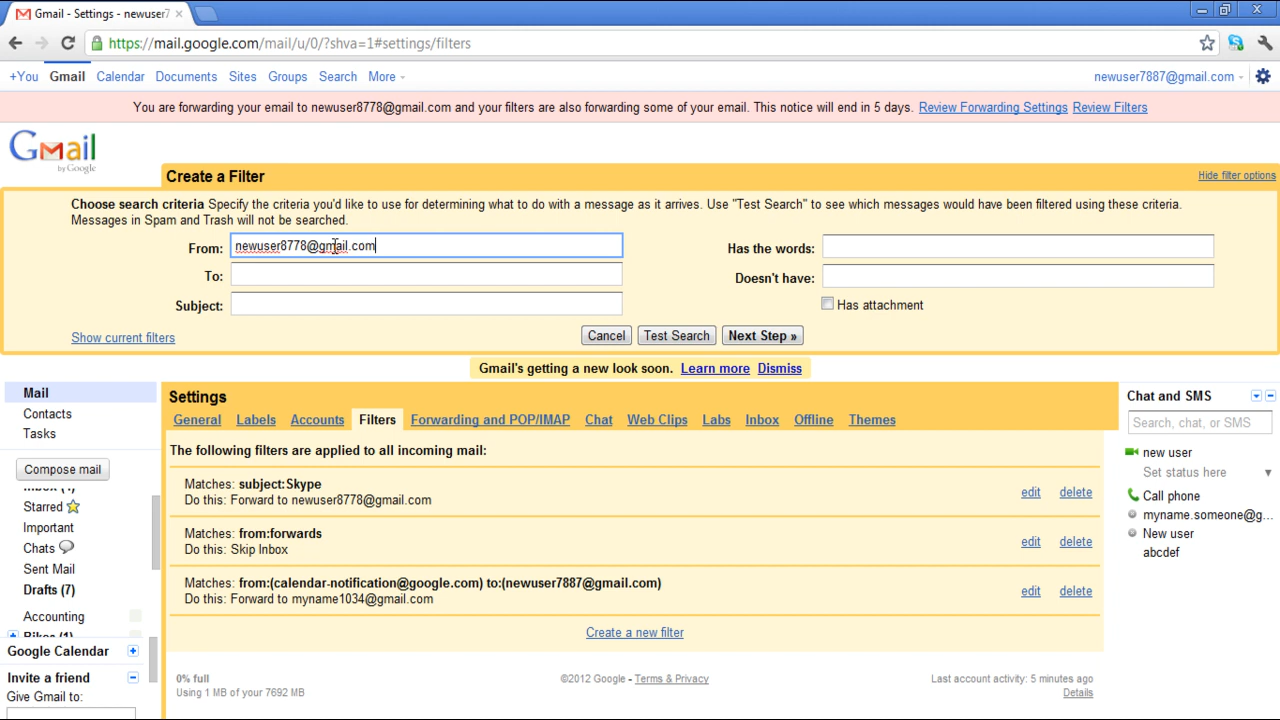 Gmail - Settings - newuser7
https://mail.google.com/mail/u/0/?shva=1#settings/filters
+You Gmail Calendar Documents Sites Groups Search More newuser7887@gmail.com
You are forwarding your email to newuser8778@gmail.com and your filters are also forwarding some of your email. This notice will end in 5 days. Review Forwarding Settings Review Filters
Gmail
by Google
Create a Filter
Hide filter options
Choose search criteria Specify the criteria you'd like to use for determining what to do with a message as it arrives. Use "Test Search" to see which messages would have been filtered using these criteria.
Messages in Spam and Trash will not be searched.
From: newuser8778@gmail.com
Has the words:
To:
Doesn't have:
Subject:
Has attachment
Show current filters
Cancel Test Search Next Step »
Gmail's getting a new look soon. Learn more Dismiss
Mail
Contacts
Tasks
Compose mail
Inbox (4)
Starred
Important
Chats
Sent Mail
Drafts (7)
Accounting
Bikes (1)
Google Calendar
Invite a friend
Give Gmail to:
Settings
General Labels Accounts Filters Forwarding and POP/IMAP Chat Web Clips Labs Inbox Offline Themes
The following filters are applied to all incoming mail:
Matches: subject:Skype
Do this: Forward to newuser8778@gmail.com
edit delete
Matches: from:forwards
Do this: Skip Inbox
edit delete
Matches: from:(calendar-notification@google.com) to:(newuser7887@gmail.com)
Do this: Forward to myname1034@gmail.com
edit delete
Create a new filter
0% full
Using 1 MB of your 7692 MB
©2012 Google - Terms & Privacy
Last account activity: 5 minutes ago
Details
Chat and SMS
Search, chat, or SMS
new user
Set status here
Call phone
myname.someone@g...
New user
abcdef